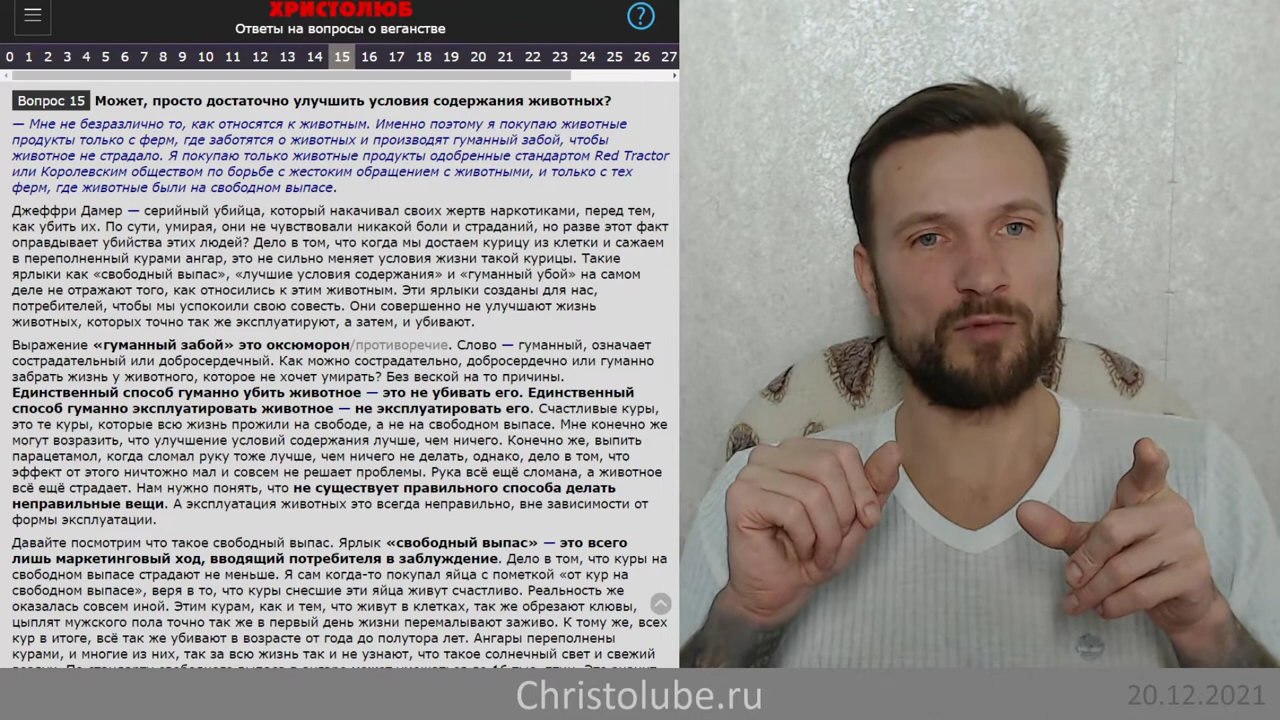 ХРИСТОЛЮБ
Ответы на вопросы о веганстве
?
0 1 2 3 4 5 6 7 8 9 10 11 12 13 14 15 16 17 18 19 20 21 22 23 24 25 26 27
Вопрос 15 Может, просто достаточно улучшить условия содержания животных?
— Мне не безразлично то, как относятся к животным. Именно поэтому я покупаю животные
продукты только с ферм, где заботятся о животных и производят гуманный забой, чтобы
животное не страдало. Я покупаю только животные продукты одобренные стандартом Red Tractor
или Королевским обществом по борьбе с жестоким обращением с животными, и только с тех
ферм, где животные были на свободном выпасе.
Джеффри Дамер — серийный убийца, который накачивал своих жертв наркотиками, перед тем,
как убить их. По сути, умирая, они не чувствовали никакой боли и страданий, но разве этот факт
оправдывает убийства этих людей? Дело в том, что когда мы достаем курицу из клетки и сажаем
в переполненный курами ангар, это не сильно меняет условия жизни такой курицы. Такие
ярлыки как «свободный выпас», «лучшие условия содержания» и «гуманный убой» на самом
деле не отражают того, как относились к этим животным. Эти ярлыки созданы для нас,
потребителей, чтобы мы успокоили свою совесть. Они совершенно не улучшают жизнь
животных, которых точно так же эксплуатируют, а затем, и убивают.
Выражение «гуманный забой» это оксюморон/противоречие. Слово — гуманный, означает
сострадательный или добросердечный. Как можно сострадательно, добросердечно или гуманно
забрать жизнь у животного, которое не хочет умирать? Без веской на то причины.
Единственный способ гуманно убить животное — это не убивать его. Единственный
способ гуманно эксплуатировать животное — не эксплуатировать его. Счастливые куры,
это те куры, которые всю жизнь прожили на свободе, а не на свободном выпасе. Мне конечно же
могут возразить, что улучшение условий содержания лучше, чем ничего. Конечно же, выпить
парацетамол, когда сломал руку тоже лучше, чем ничего не делать, однако, дело в том, что
эффект от этого ничтожно мал и совсем не решает проблемы. Рука всё ещё сломана, а животное
всё ещё страдает. Нам нужно понять, что не существует правильного способа делать
неправильные вещи. А эксплуатация животных это всегда неправильно, вне зависимости от
формы эксплуатации.
Давайте посмотрим что такое свободный выпас. Ярлык «свободный выпас» — это всего
лишь маркетинговый ход, вводящий потребителя в заблуждение. Дело в том, что куры на
свободном выпасе страдают не меньше. Я сам когда-то покупал яйца с пометкой «от кур на
свободном выпасе», веря в то, что куры снесшие эти яйца живут счастливо. Реальность же
оказалась совсем иной. Этим курам, как и тем, что живут в клетках, так же обрезают клювы,
цыплят мужского пола точно так же в первый день жизни перемалывают заживо. К тому же, всех
кур в итоге, всё так же убивают в возрасте от года до полутора лет. Ангары переполнены
курами, и многие из них, так за всю жизнь так и не узнают, что такое солнечный свет и свежий
Christolube.ru
20.12.2021